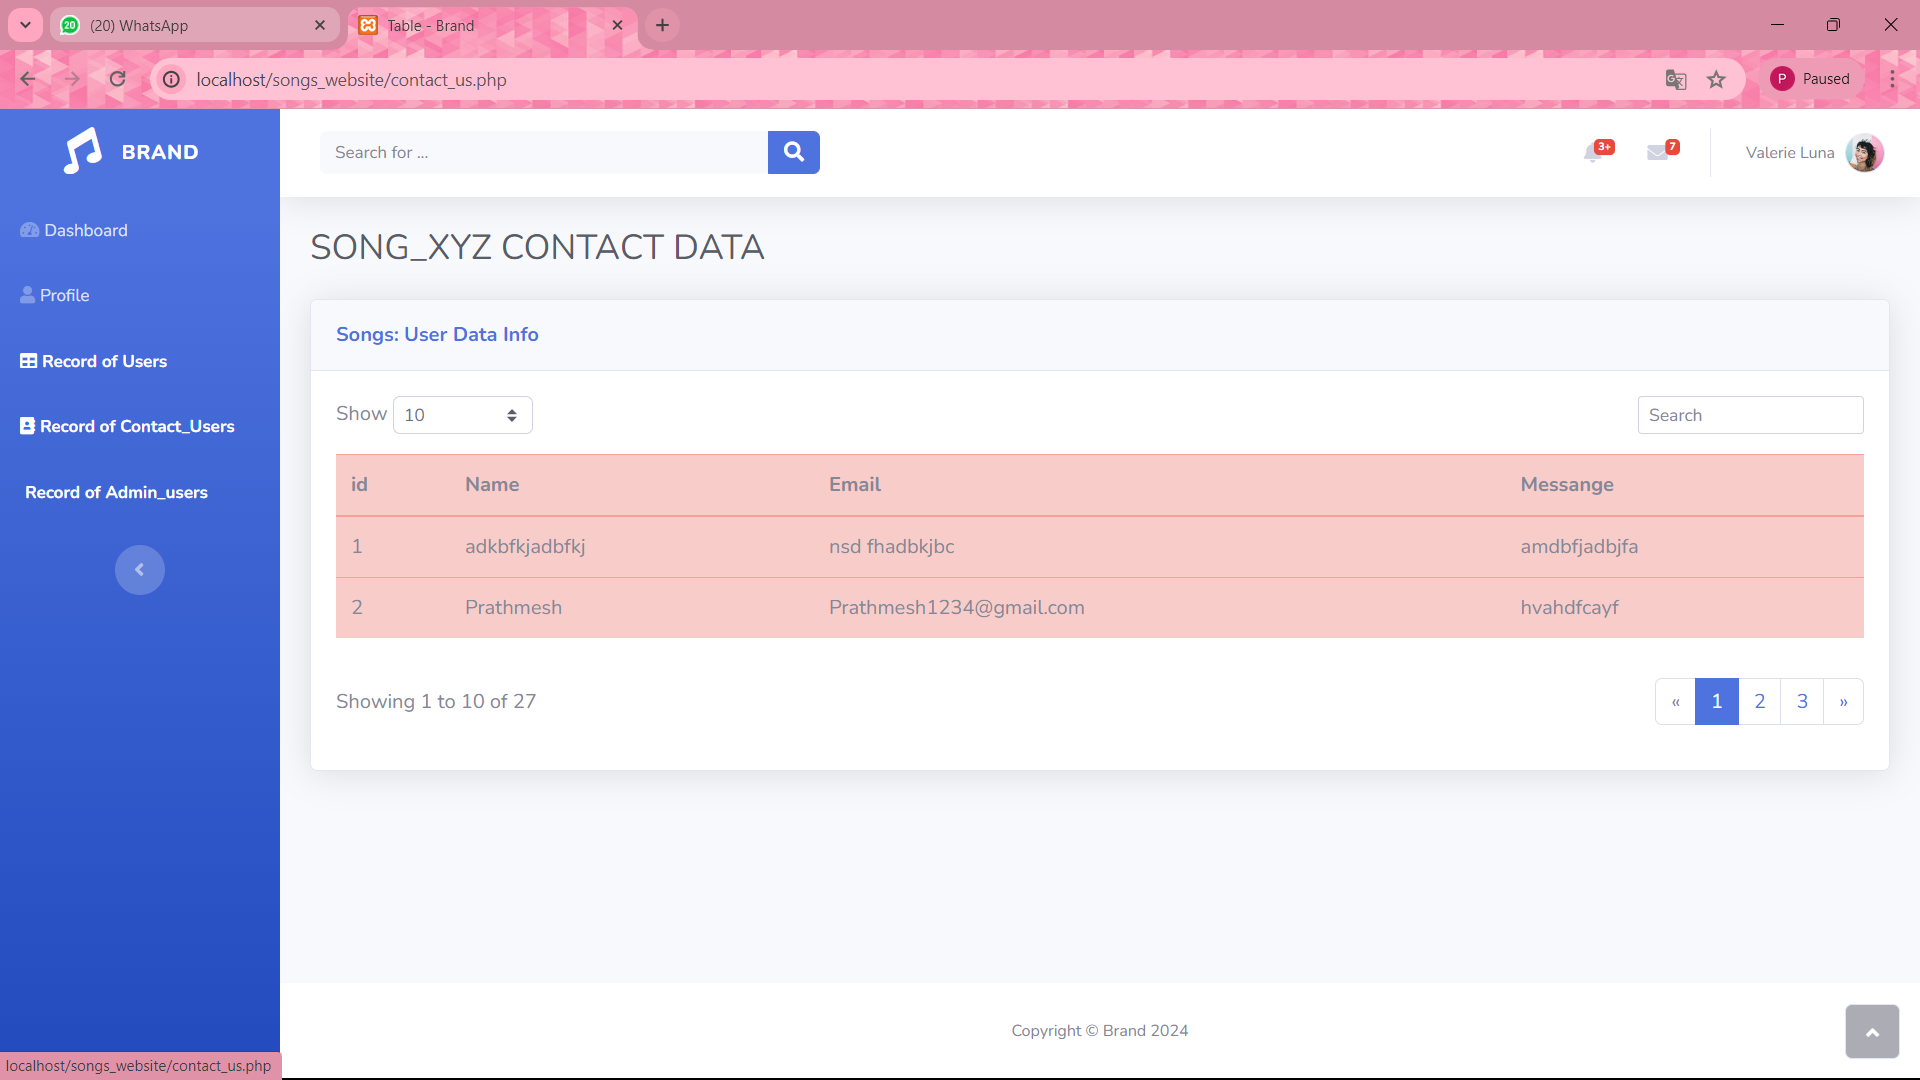 20 (20) WhatsApp
Table - Brand
localhost/songs_website/contact_us.php
P Paused
BRAND
Search for ...
3+
7
Valerie Luna
Dashboard
Profile
Record of Users
Record of Contact_Users
Record of Admin_users
SONG_XYZ CONTACT DATA
Songs: User Data Info
Show 10
Search
id Name Email Messange
1 adkbfkjadbfkj nsd fhadbkjbc amdbfjadbjfa
2 Prathmesh Prathmesh1234@gmail.com hvahdfcayf
Showing 1 to 10 of 27
« 1 2 3 »
Copyright © Brand 2024
localhost/songs_website/contact_us.php